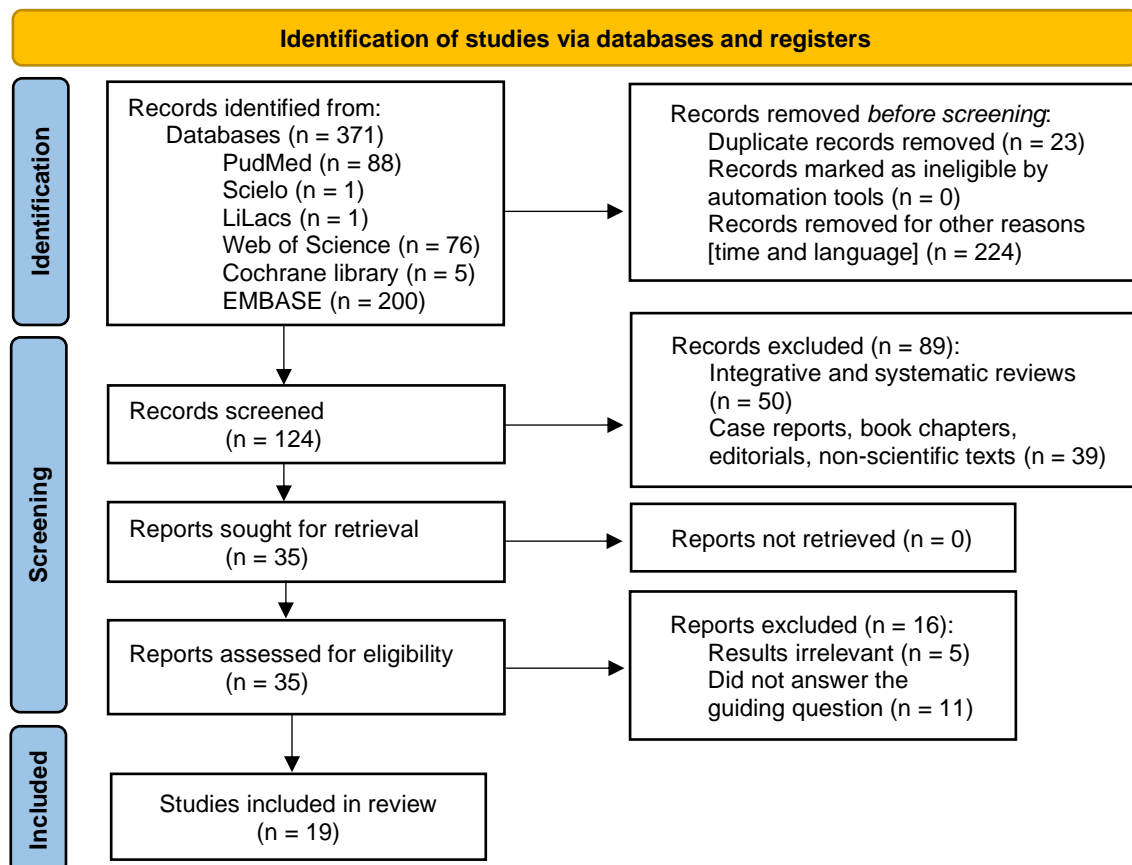 Identification of studies via databases and registers
Identification
Records identified from:
Databases (n = 371)
PudMed (n = 88)
Scielo (n = 1)
LiLacs (n = 1)
Web of Science (n = 76)
Cochrane library (n = 5)
EMBASE (n = 200)
Records removed before screening:
Duplicate records removed (n = 23)
Records marked as ineligible by
automation tools (n = 0)
Records removed for other reasons
[time and language] (n = 224)
Screening
Records screened
(n = 124)
Records excluded (n = 89):
Integrative and systematic reviews
(n = 50)
Case reports, book chapters,
editorials, non-scientific texts (n = 39)
Reports sought for retrieval
(n = 35)
Reports not retrieved (n = 0)
Reports assessed for eligibility
(n = 35)
Reports excluded (n = 16):
Results irrelevant (n = 5)
Did not answer the
guiding question (n = 11)
Included
Studies included in review
(n = 19)